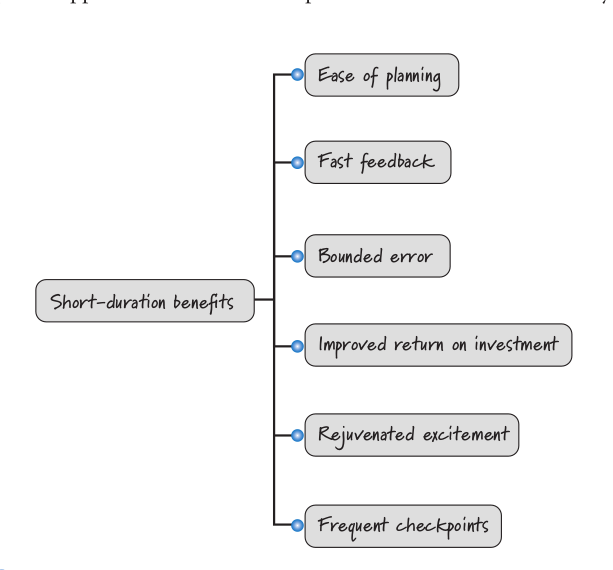 Ease of planning
Fast feedback
Bounded error
Short-duration benefits
Improved return on investment
Rejuvenated excitement
Frequent checkpoints